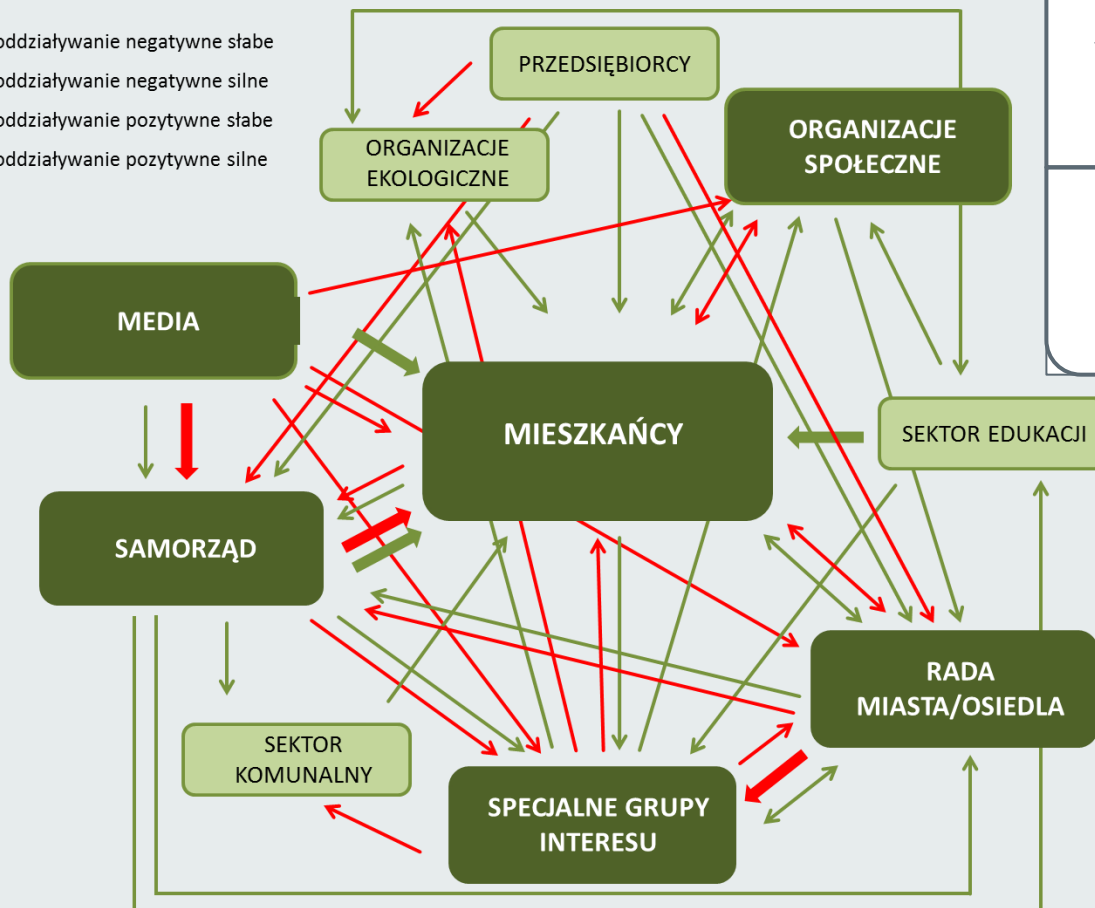 oddziaływanie negatywne słabe
oddziaływanie negatywne silne
oddziaływanie pozytywne słabe
oddziaływanie pozytywne silne
PRZEDSIĘBIORCY
ORGANIZACJE
EKOLOGICZNE
ORGANIZACJE
SPOŁECZNE
MEDIA
MIESZKAŃCY
SEKTOR EDUKACJI
SAMORZĄD
RADA
MIASTA/OSIEDLA
SEKTOR
KOMUNALNY
SPECJALNE GRUPY
INTERESU